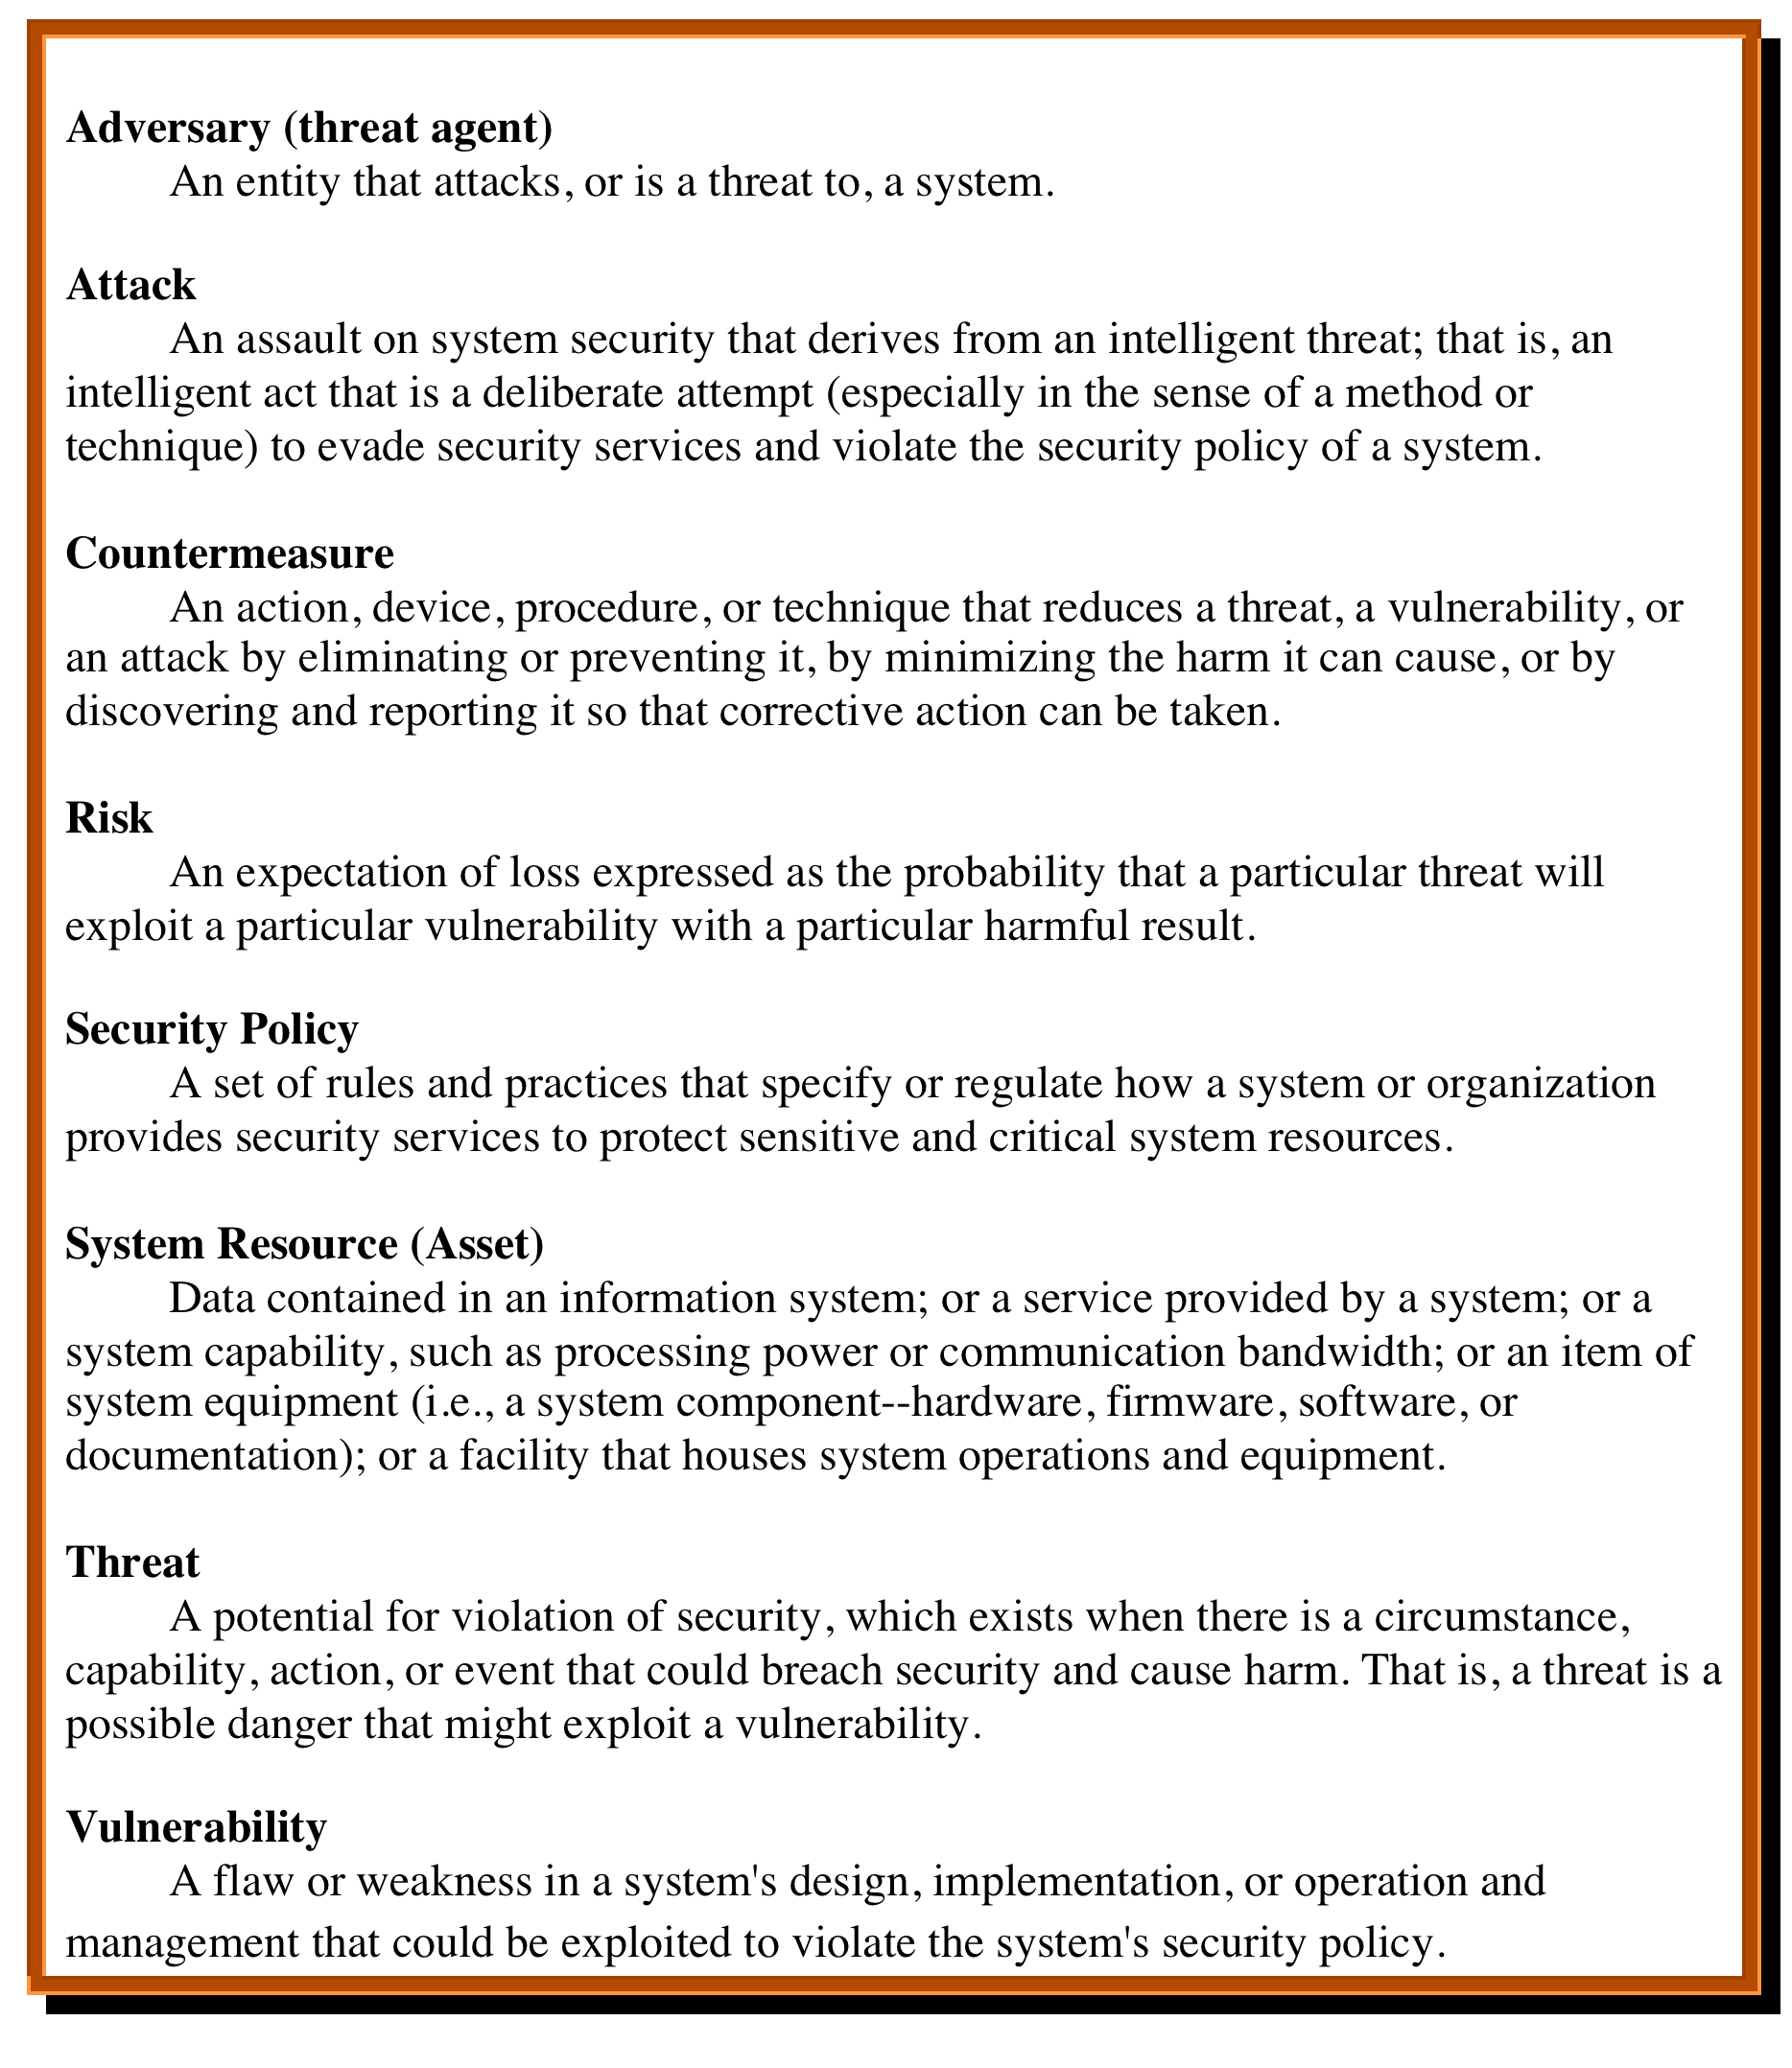 Adversary (threat agent)
An entity that attacks, or is a threat to, a system.
Attack
An assault on system security that derives from an intelligent threat; that is, an
intelligent act that is a deliberate attempt (especially in the sense of a method or
technique) to evade security services and violate the security policy of a system.
Countermeasure
An action, device, procedure, or technique that reduces a threat, a vulnerability, or
an attack by eliminating or preventing it, by minimizing the harm it can cause, or by
discovering and reporting it so that corrective action can be taken.
Risk
An expectation of loss expressed as the probability that a particular threat will
exploit a particular vulnerability with a particular harmful result.
Security Policy
A set of rules and practices that specify or regulate how a system or organization
provides security services to protect sensitive and critical system resources.
System Resource (Asset)
Data contained in an information system; or a service provided by a system; or a
system capability, such as processing power or communication bandwidth; or an item of
system equipment (i.e., a system component--hardware, firmware, software, or
documentation); or a facility that houses system operations and equipment.
Threat
A potential for violation of security, which exists when there is a circumstance,
capability, action, or event that could breach security and cause harm. That is, a threat is a
possible danger that might exploit a vulnerability.
Vulnerability
A flaw or weakness in a system's design, implementation, or operation and
management that could be exploited to violate the system's security policy.